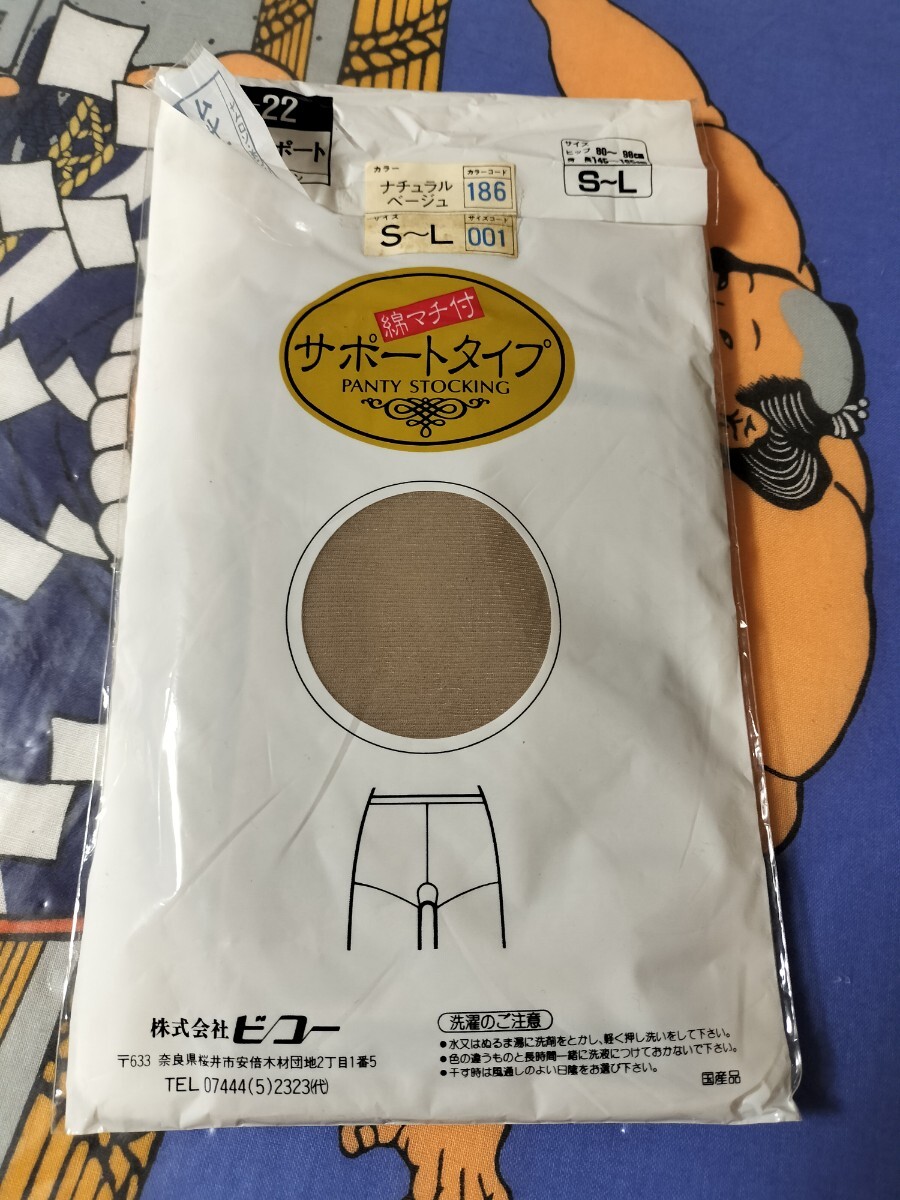 -22
ポート
サイズ
ヒップ 80〜98cm
S〜L
カラー
カラーコード
ナチュラル
ベージュ
186
サイズ
サイズコード
S〜L
001
綿マチ付
サポートタイプ
PANTY STOCKING
株式会社 ビコー
〒633 奈良県桜井市安倍木材団地2丁目1番5
TEL 07444(5)2323(代)
洗濯のご注意
●水又はぬるま湯に洗剤をとかし、軽く押し洗いをして下さい。
●色の違うものと長時間一緒に洗液につけておかないで下さい。
●干す時は風通しのよい日陰をお選び下さい。
国産品